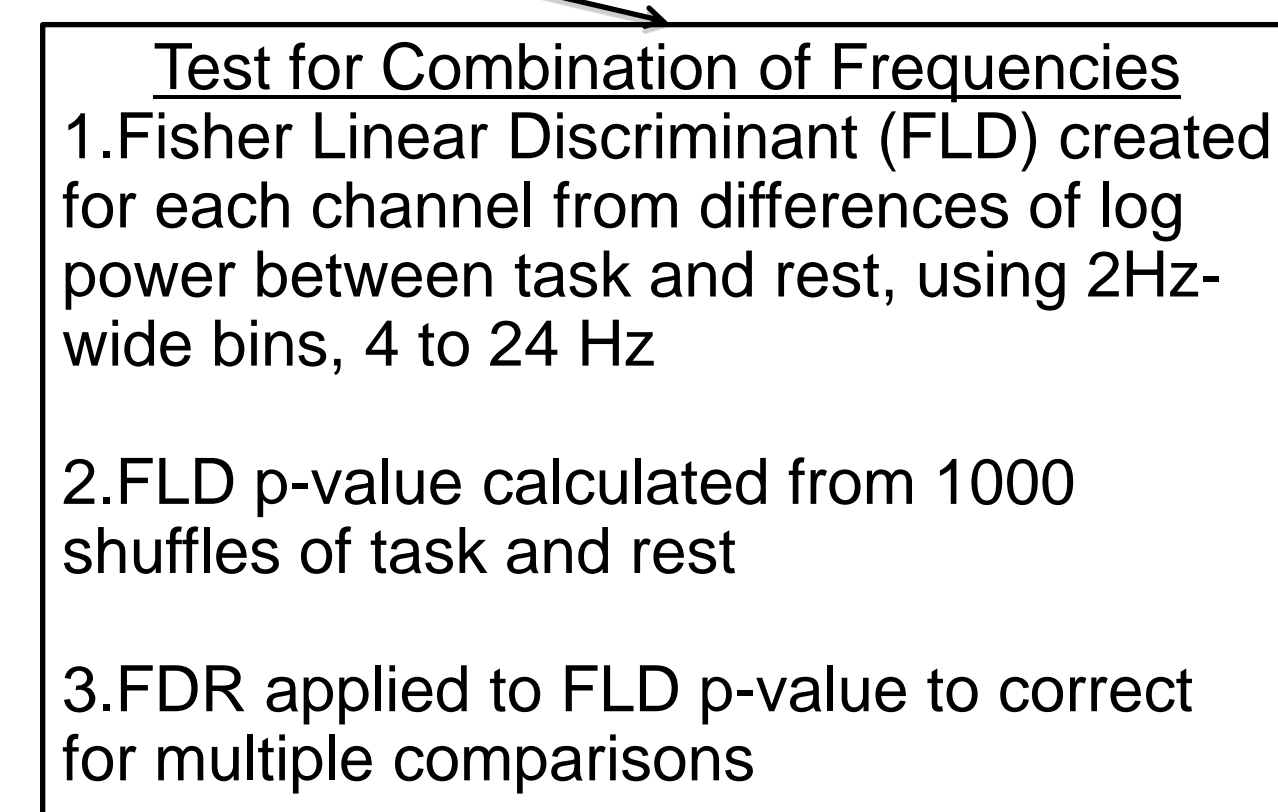 Test for Combination of Frequencies
1.Fisher Linear Discriminant (FLD) created
for each channel from differences of log
power between task and rest, using 2Hz-
wide bins, 4 to 24 Hz
2.FLD p-value calculated from 1000
shuffles of task and rest
3.FDR applied to FLD p-value to correct
for multiple comparisons